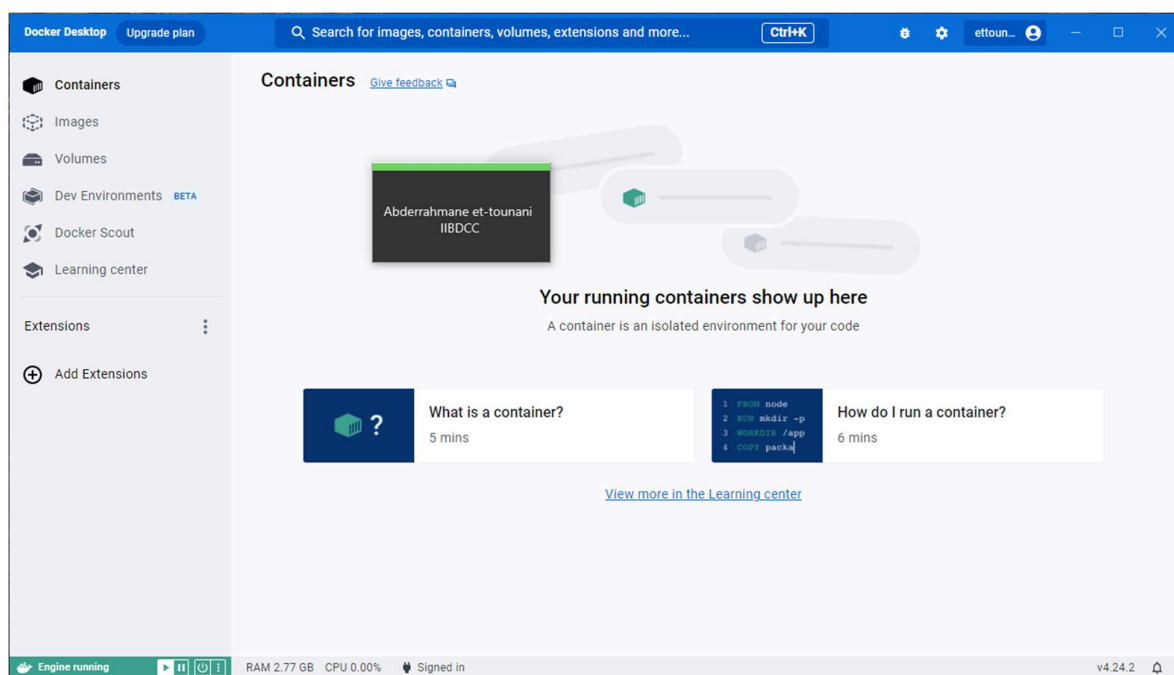 Docker Desktop
Upgrade plan
Search for images, containers, volumes, extensions and more...
Ctrl+K
ettoun...
Containers
Images
Volumes
Dev Environments BETA
Docker Scout
Learning center
Extensions
Add Extensions
Containers
Give feedback
Abderrahmane et-tounani
IIBDCC
Your running containers show up here
A container is an isolated environment for your code
?
What is a container?
5 mins
1 FROM node
2 RUN mkdir -p
3 WORKDIR /app
4 COPY packa
How do I run a container?
6 mins
View more in the Learning center
Engine running
RAM 2.77 GB CPU 0.00%
Signed in
v4.24.2